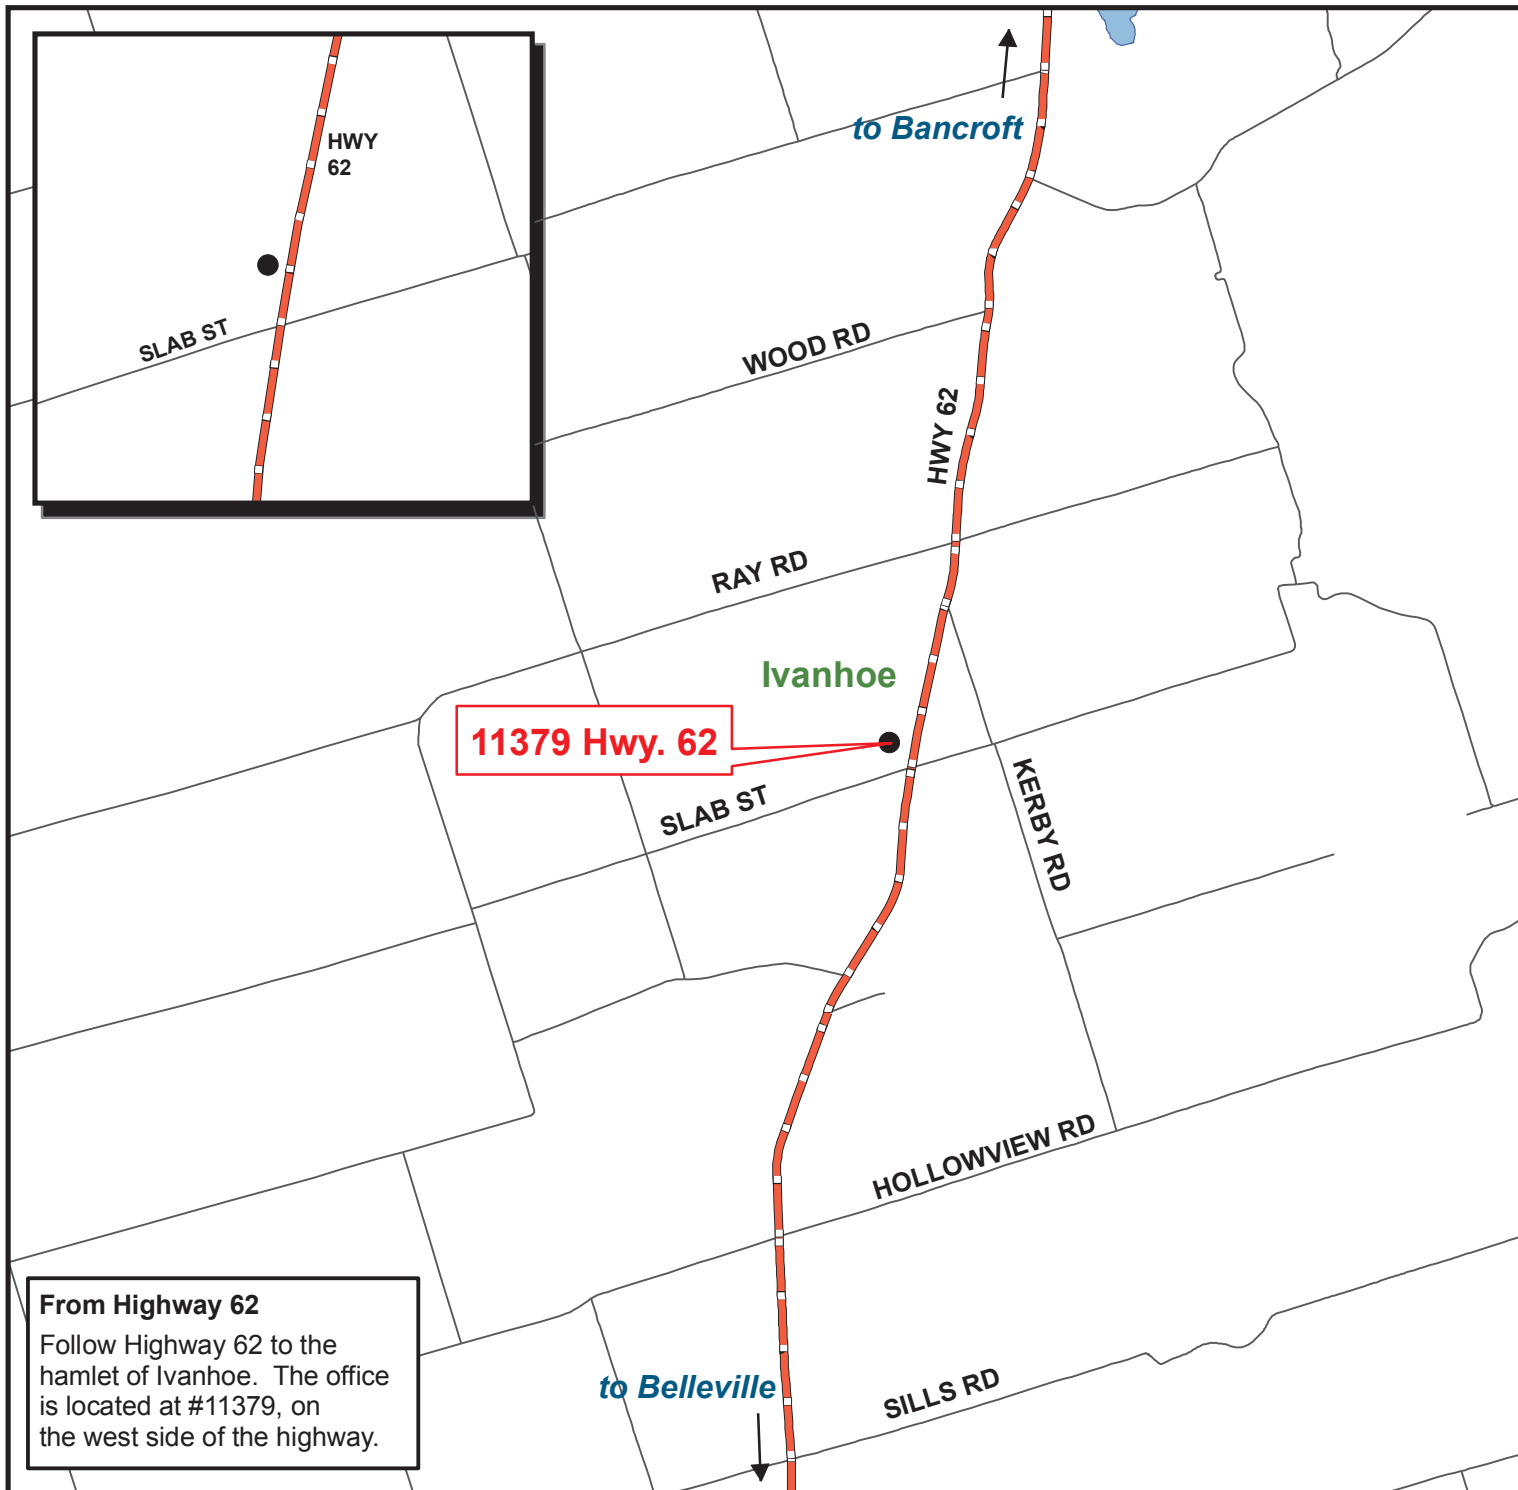 to Bancroft
HWY
62
SLAB ST
WOOD RD
HWY 62
RAY RD
Ivanhoe
11379 Hwy. 62
SLAB ST
KERBY RD
HOLLOWVIEW RD
From Highway 62
Follow Highway 62 to the
hamlet of Ivanhoe.  The office
is located at #11379, on
the west side of the highway.
to Belleville
SILLS RD